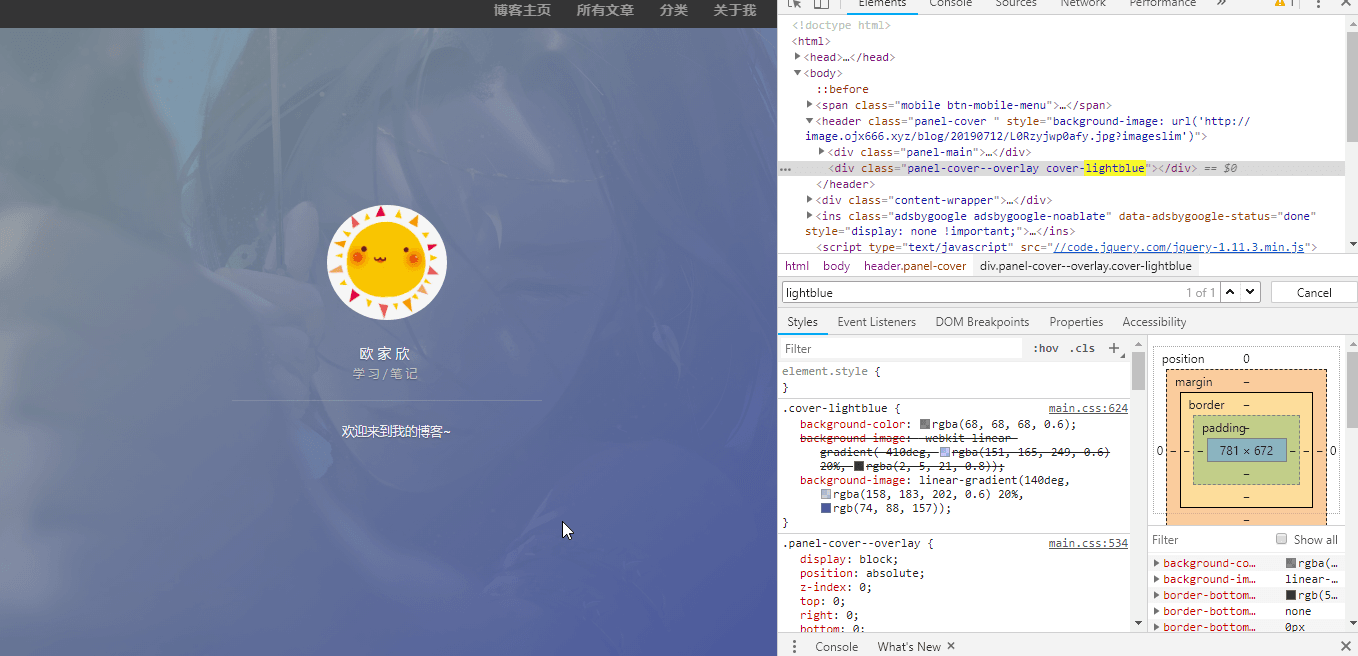 博客主页 所有文章 分类 关于我
欧家欣
学习/笔记
欢迎来到我的博客~
Elements Console Sources Network Performance » 1
<!doctype html>
<html>
<head>…</head>
<body>
::before
<span class="mobile btn-mobile-menu">…</span>
<header class="panel-cover " style="background-image: url('http://
image.ojx666.xyz/blog/20190712/L0Rzyjwp0afy.jpg?imageslim')">
<div class="panel-main">…</div>
<div class="panel-cover--overlay cover-lightblue"></div> == $0
</header>
<div class="content-wrapper">…</div>
<ins class="adsbygoogle adsbygoogle-noablate" data-adsbygoogle-status="done"
style="display: none !important;">…</ins>
<script type="text/javascript" src="//code.jquery.com/jquery-1.11.3.min.js">
html body header.panel-cover div.panel-cover--overlay.cover-lightblue
lightblue 1 of 1 Cancel
Styles Event Listeners DOM Breakpoints Properties Accessibility
Filter :hov .cls +
element.style {
}
.cover-lightblue { main.css:624
background-color: rgba(68, 68, 68, 0.6);
background-image: -webkit-linear-
gradient( 410deg, rgba(151, 165, 249, 0.6)
20%, rgba(2, 5, 21, 0.8));
background-image: linear-gradient(140deg,
rgba(158, 183, 202, 0.6) 20%,
rgb(74, 88, 157));
}
.panel-cover--overlay { main.css:534
display: block;
position: absolute;
z-index: 0;
top: 0;
right: 0;
bottom: 0;
position 0
margin –
border –
padding –
0 – – – 781 × 672 – – – 0
–
–
–
Filter Show all
background-co… rgba(…
background-im… linear-…
border-bottom… rgb(5…
border-bottom… none
border-bottom… 0px
Console What's New ×